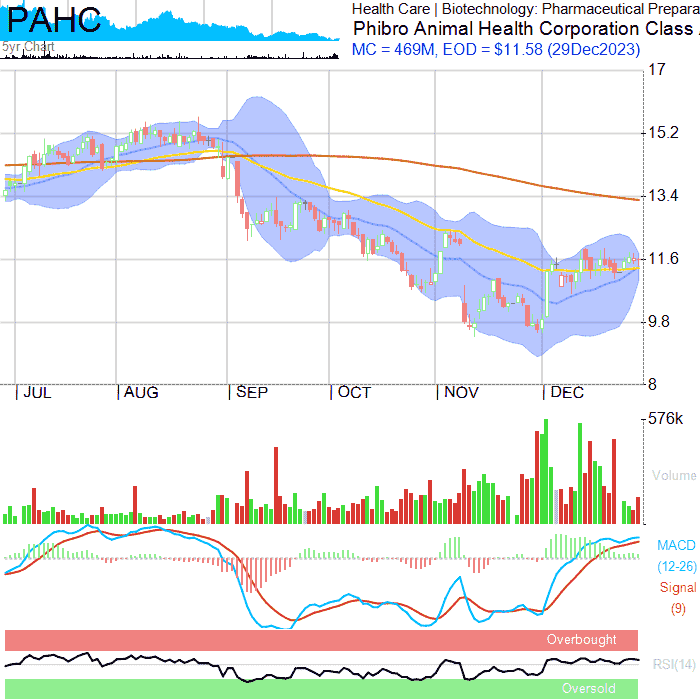 PAHC
5yr Chart
Health Care | Biotechnology: Pharmaceutical Prepara
Phibro Animal Health Corporation Class
MC = 469M, EOD = $11.58 (29Dec2023)
17
15.2
13.4
11.6
9.8
8
JUL
AUG
SEP
OCT
NOV
DEC
576k
Volume
MACD
(12-26)
Signal
(9)
Overbought
RSI(14)
Oversold